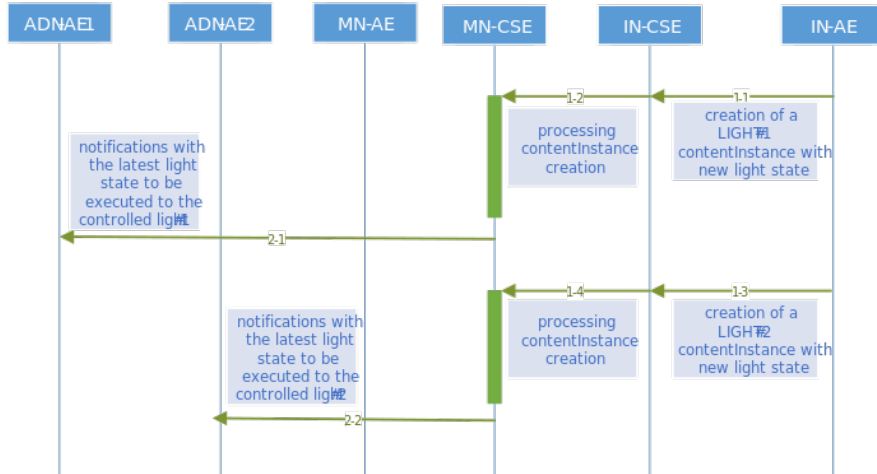 ADN-AE1 ADN-AE2 MN-AE MN-CSE IN-CSE IN-AE
1-2 1-1
creation of a
LIGHT#1
contentInstance with
new light state
processing
contentInstance
creation
notifications with
the latest light
state to be
executed to the
controlled light#1
2-1
1-4 1-3
creation of a
LIGHT#2
contentInstance with
new light state
processing
contentInstance
creation
notifications with
the latest light
state to be
executed to the
controlled light#2
2-2